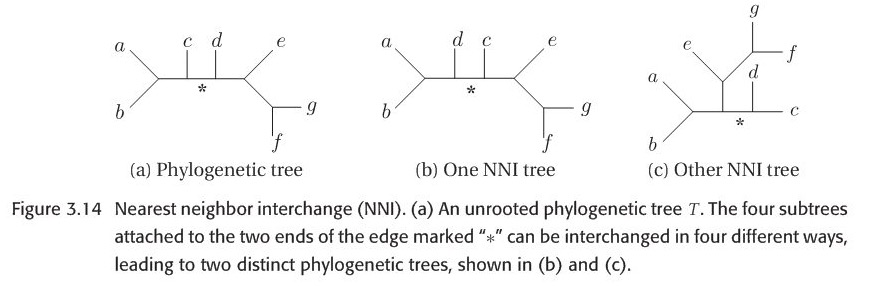 g
a c d e a d c e e f
a d
b g b g c
* * *
f f b
(a) Phylogenetic tree (b) One NNI tree (c) Other NNI tree
Figure 3.14 Nearest neighbor interchange (NNI). (a) An unrooted phylogenetic tree T. The four subtrees
attached to the two ends of the edge marked “*” can be interchanged in four different ways,
leading to two distinct phylogenetic trees, shown in (b) and (c).